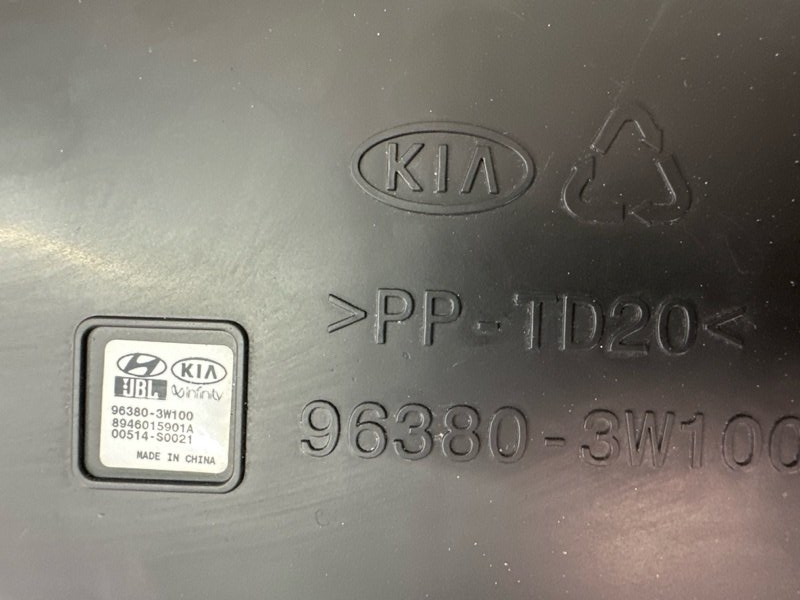 KIA
>PP-TD20<
96380-3W100
KIA
JBL infinity
96380-3W100
8946015901A
00514-S0021
MADE IN CHINA